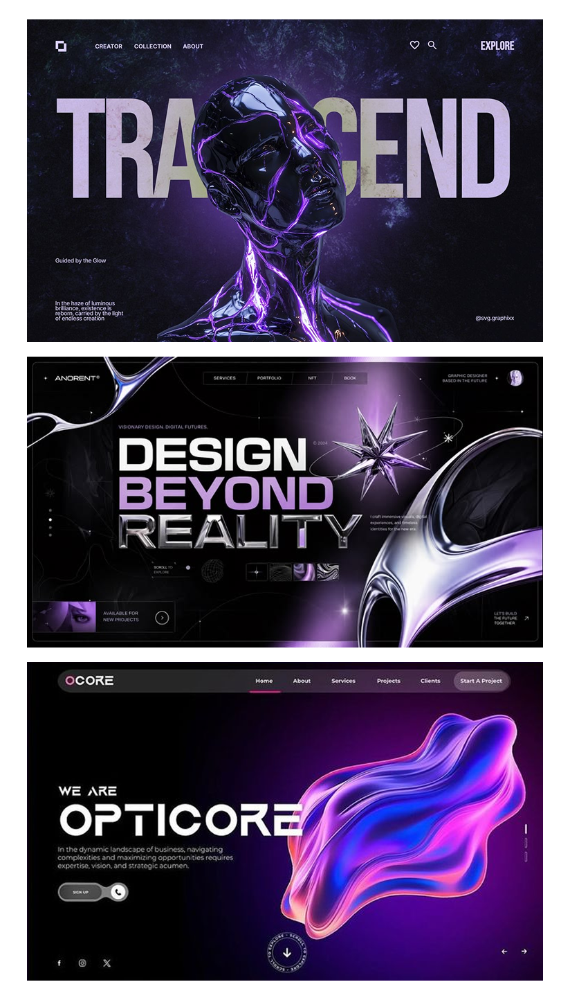 CREATOR COLLECTION ABOUT EXPLORE
TRA CEND
Guided by the Glow
In the haze of luminous
brilliance, existence is
reborn, carried by the light
of endless creation
@svg.graphixx
ANORENT®
SERVICES PORTFOLIO NFT BOOK
GRAPHIC DESIGNER
BASED IN THE FUTURE
VISIONARY DESIGN. DIGITAL FUTURES.
© 2024
DESIGN
BEYOND
REALITY
I craft immersive visuals, digital
experiences, and timeless
identities for the new era.
SCROLL TO
EXPLORE
AVAILABLE FOR
NEW PROJECTS
LET'S BUILD
THE FUTURE
TOGETHER
OCORE
Home About Services Projects Clients Start A Project
WE ARE
OPTICORE
In the dynamic landscape of business, navigating
complexities and maximizing opportunities requires
expertise, vision, and strategic acumen.
SIGN UP
SCROLL TO EXPLORE • SCROLL TO EXPLORE •